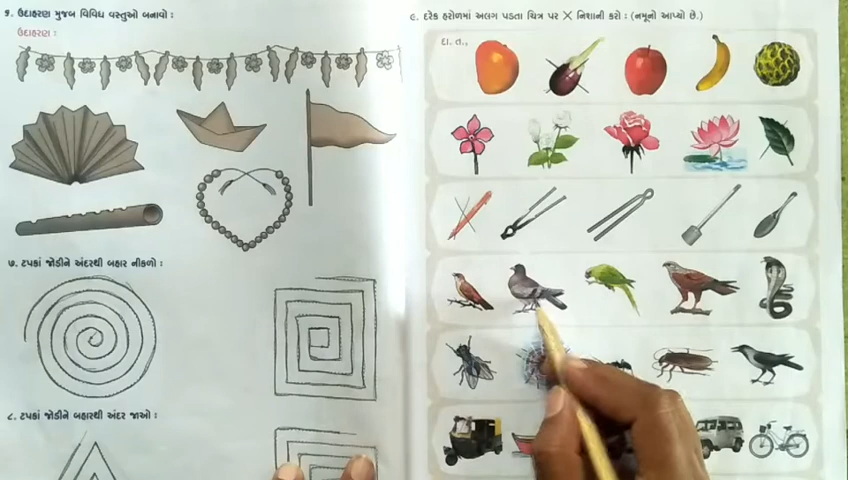 ૬. ઉદાહરણ મુજબ વિવિધ વસ્તુઓ બનાવો :
ઉદાહરણ:
૭. ટપકાં જોડીને અંદરથી બહાર નીકળો :
૮. ટપકાં જોડીને બહારથી અંદર જાઓ :
૯. દરેક હરોળમાં અલગ પડતા ચિત્ર પર X નિશાની કરો : (નમૂનો આપ્યો છે.)
દા. ત.,